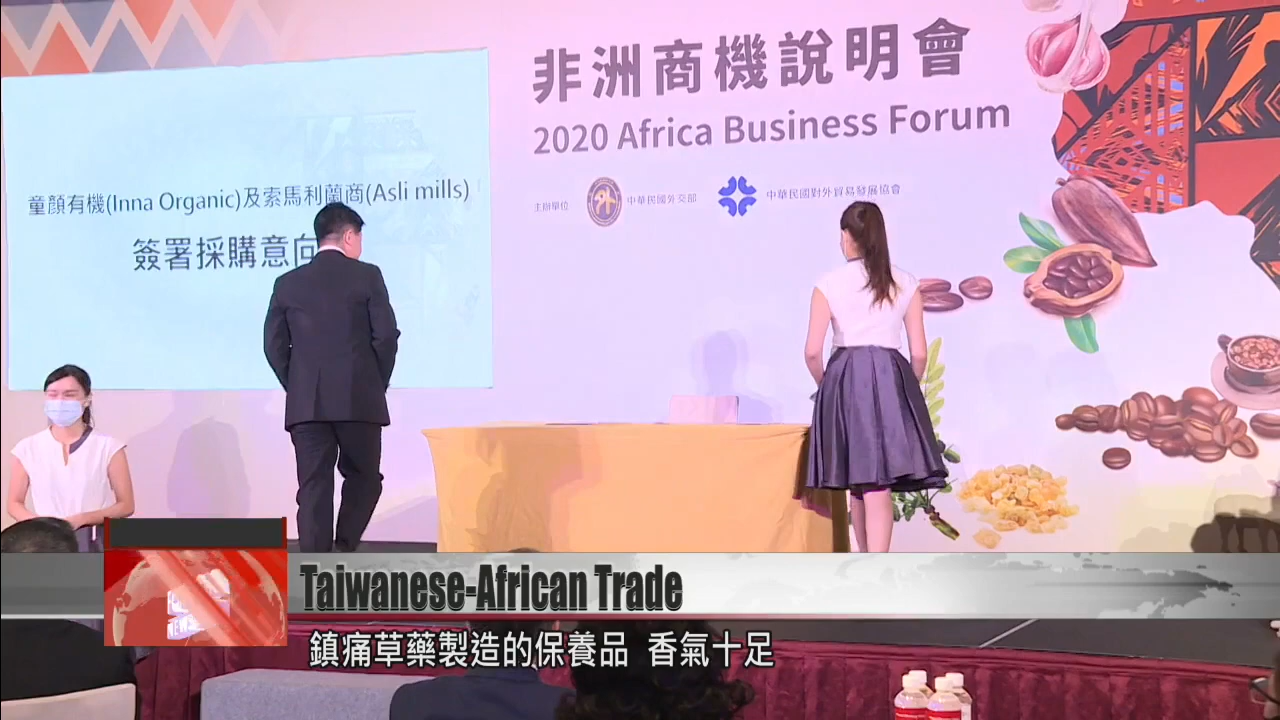 非洲商機說明會
2020 Africa Business Forum
主辦單位
外
中華民國外交部
中華民國對外貿易發展協會
童顏有機(Inna Organic)及索馬利蘭商(Asli mills)
簽署採購意向
Taiwanese-African Trade
鎮痛草藥製造的保養品 香氣十足